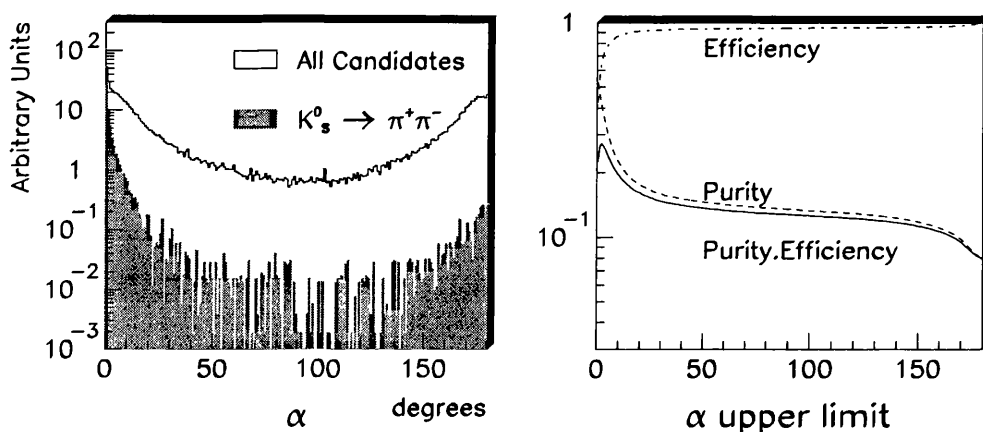 Arbitrary Units
10²
10
1
10⁻¹
10⁻²
10⁻³
All Candidates
K⁰ₛ → π⁺π⁻
0
50
100
150
α
degrees
1
10⁻¹
Efficiency
Purity
Purity.Efficiency
0
50
100
150
α upper limit